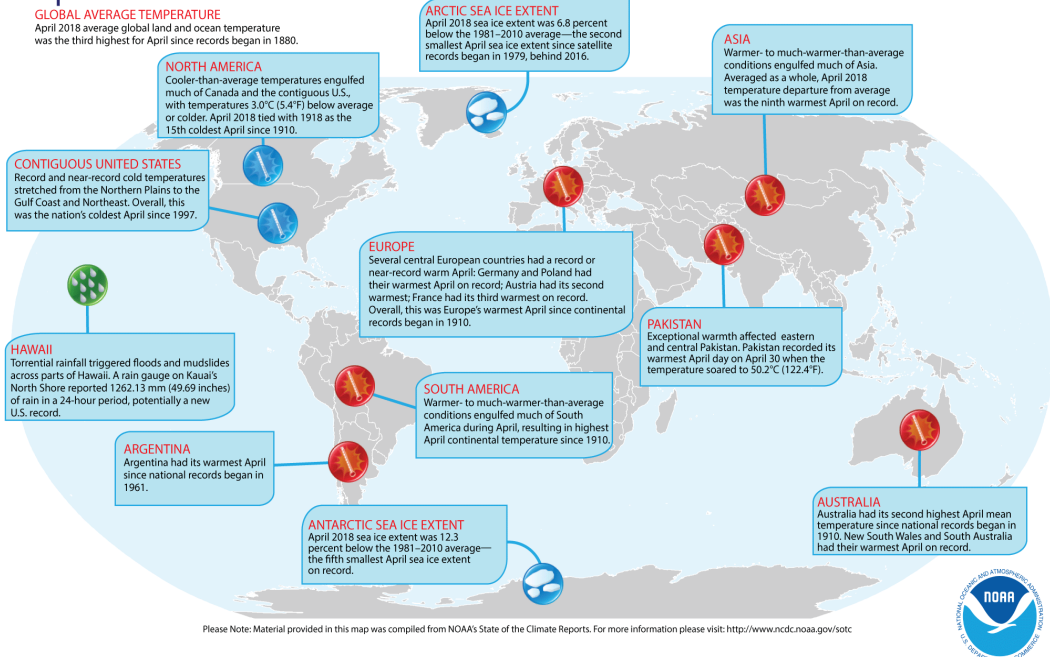 GLOBAL AVERAGE TEMPERATURE
April 2018 average global land and ocean temperature
was the third highest for April since records began in 1880.
ARCTIC SEA ICE EXTENT
April 2018 sea ice extent was 6.8 percent
below the 1981–2010 average—the second
smallest April sea ice extent since satellite
records began in 1979, behind 2016.
ASIA
Warmer- to much-warmer-than-average
conditions engulfed much of Asia.
Averaged as a whole, April 2018
temperature departure from average
was the ninth warmest April on record.
NORTH AMERICA
Cooler-than-average temperatures engulfed
much of Canada and the contiguous U.S.,
with temperatures 3.0°C (5.4°F) below average
or colder. April 2018 tied with 1918 as the
15th coldest April since 1910.
CONTIGUOUS UNITED STATES
Record and near-record cold temperatures
stretched from the Northern Plains to the
Gulf Coast and Northeast. Overall, this
was the nation's coldest April since 1997.
EUROPE
Several central European countries had a record or
near-record warm April: Germany and Poland had
their warmest April on record; Austria had its second
warmest; France had its third warmest on record.
Overall, this was Europe's warmest April since continental
records began in 1910.
PAKISTAN
Exceptional warmth affected eastern
and central Pakistan. Pakistan recorded its
warmest April day on April 30 when the
temperature soared to 50.2°C (122.4°F).
HAWAII
Torrential rainfall triggered floods and mudslides
across parts of Hawaii. A rain gauge on Kauai's
North Shore reported 1262.13 mm (49.69 inches)
of rain in a 24-hour period, potentially a new
U.S. record.
SOUTH AMERICA
Warmer- to much-warmer-than-average
conditions engulfed much of South
America during April, resulting in highest
April continental temperature since 1910.
ARGENTINA
Argentina had its warmest April
since national records began in
1961.
AUSTRALIA
Australia had its second highest April mean
temperature since national records began in
1910. New South Wales and South Australia
had their warmest April on record.
ANTARCTIC SEA ICE EXTENT
April 2018 sea ice extent was 12.3
percent below the 1981–2010 average—
the fifth smallest April sea ice extent
on record.
NATIONAL OCEANIC AND ATMOSPHERIC ADMINISTRATION
NOAA
U.S.
Please Note: Material provided in this map was compiled from NOAA's State of the Climate Reports. For more information please visit: http://www.ncdc.noaa.gov/sotc